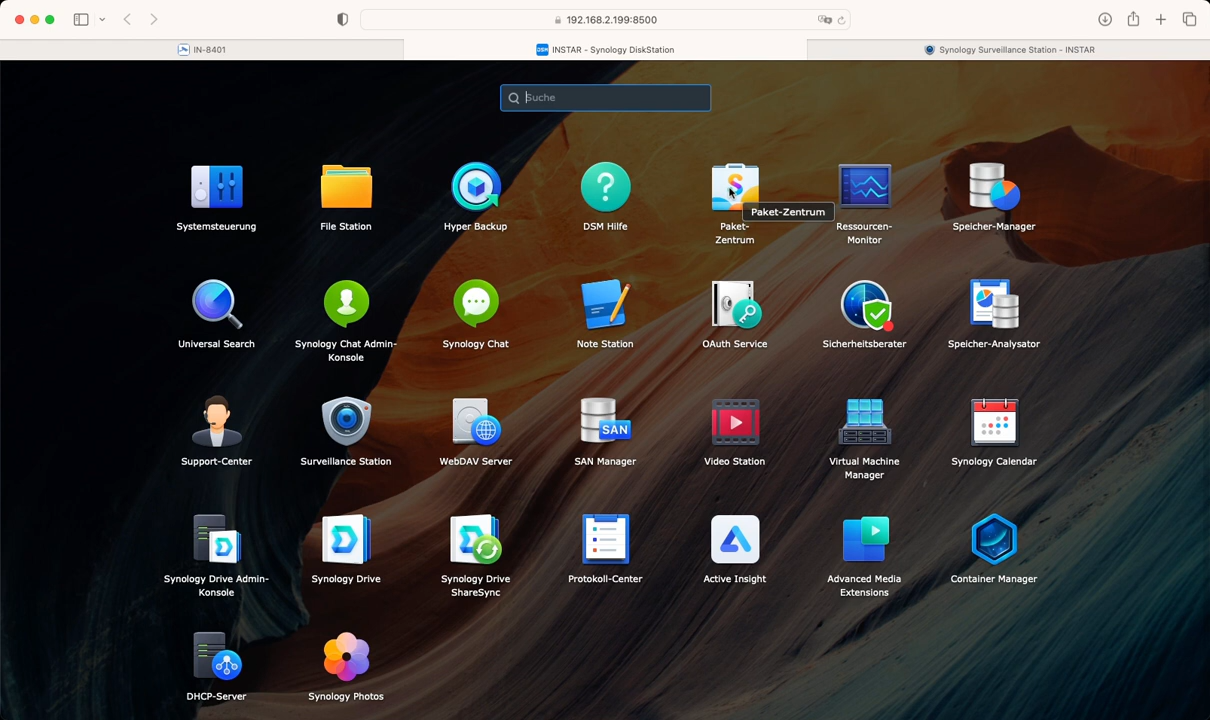 192.168.2.199:8500
IN-8401
DSM
INSTAR - Synology DiskStation
Synology Surveillance Station - INSTAR
Suche
Systemsteuerung
File Station
Hyper Backup
DSM Hilfe
Paket-
Zentrum
Paket-Zentrum
Ressourcen-
Monitor
Speicher-Manager
Universal Search
Synology Chat Admin-
Konsole
Synology Chat
Note Station
OAuth Service
Sicherheitsberater
Speicher-Analysator
Support-Center
Surveillance Station
WebDAV Server
SAN
SAN Manager
Video Station
Virtual Machine
Manager
Synology Calendar
Synology Drive Admin-
Konsole
Synology Drive
Synology Drive
ShareSync
Protokoll-Center
Active Insight
Advanced Media
Extensions
Container Manager
DHCP-Server
Synology Photos